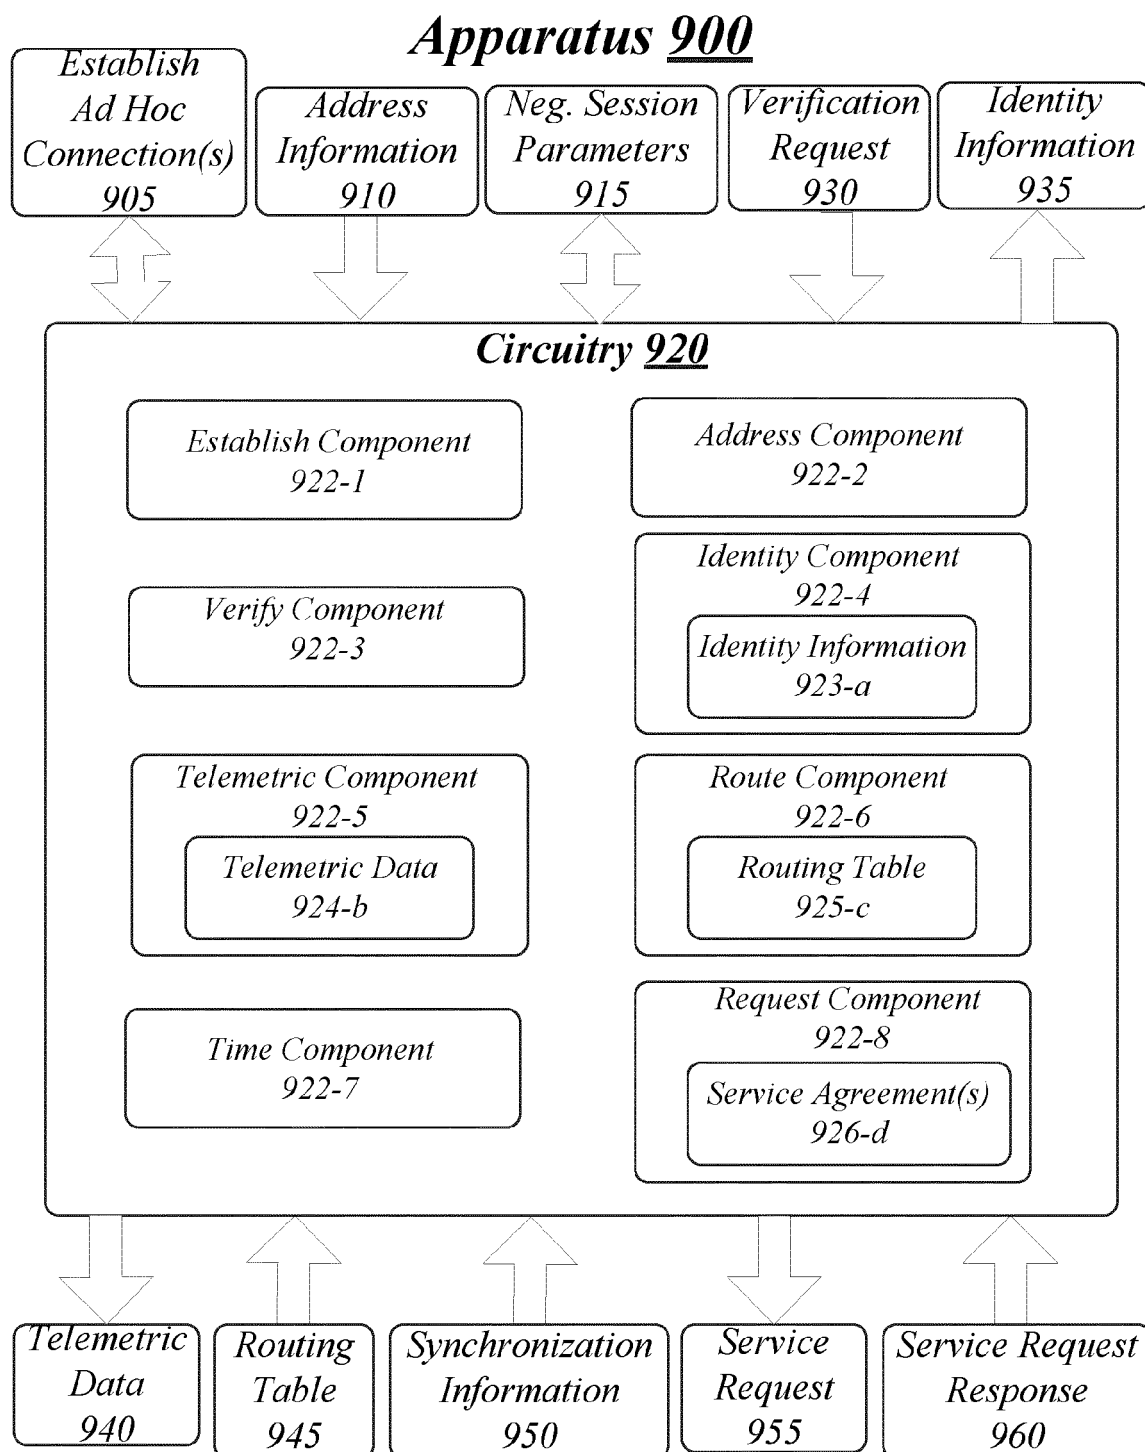 Apparatus 900
Establish
Ad Hoc
Connection(s)
905
Address
Information
910
Neg. Session
Parameters
915
Verification
Request
930
Identity
Information
935
Circuitry 920
Establish Component
922-1
Address Component
922-2
Verify Component
922-3
Identity Component
922-4
Identity Information
923-a
Telemetric Component
922-5
Telemetric Data
924-b
Route Component
922-6
Routing Table
925-c
Time Component
922-7
Request Component
922-8
Service Agreement(s)
926-d
Telemetric
Data
940
Routing
Table
945
Synchronization
Information
950
Service
Request
955
Service Request
Response
960